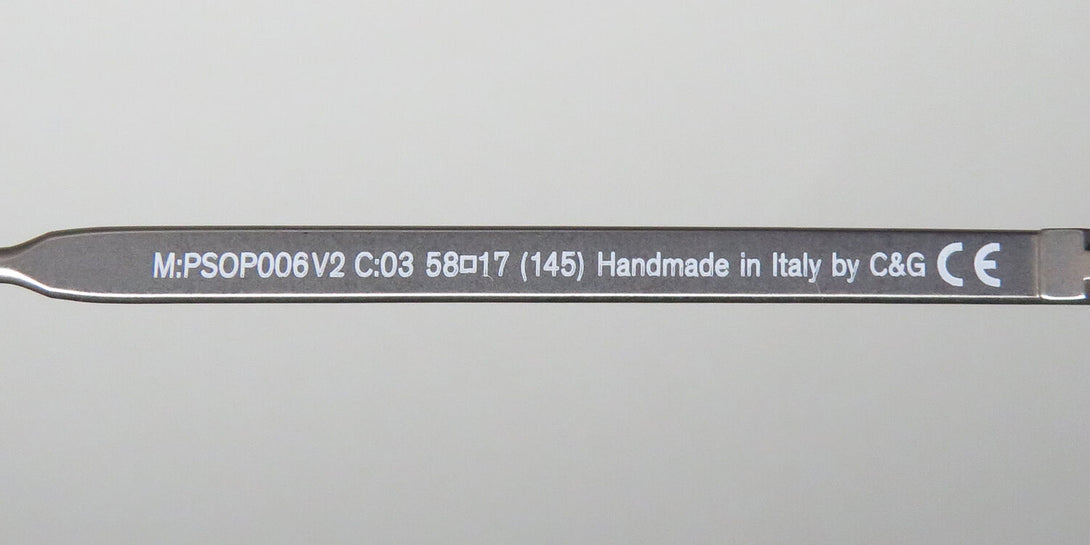 M:PSOP006V2 C:03 58□17 (145) Handmade in Italy by C&G CE